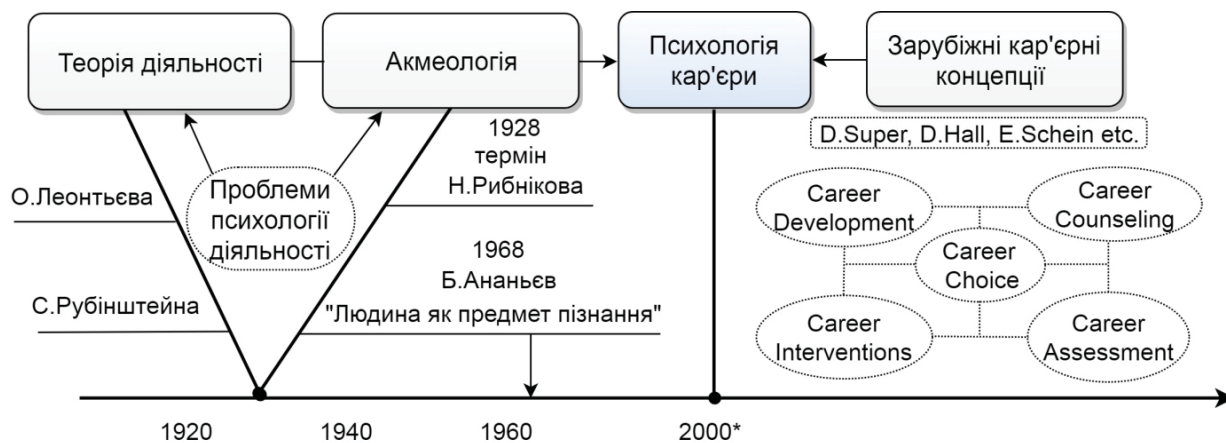 Теорія діяльності
Акмеологія
Психологія
кар'єри
Зарубіжні кар'єрні
концепції
D.Super, D.Hall, E.Schein etc.
1928
термін
Н.Рибнікова
О.Леонтьєва
Проблеми
психології
діяльності
С.Рубінштейна
1968
Б.Ананьєв
"Людина як предмет пізнання"
Career
Development
Career
Counseling
Career
Choice
Career
Interventions
Career
Assessment
1920
1940
1960
2000*